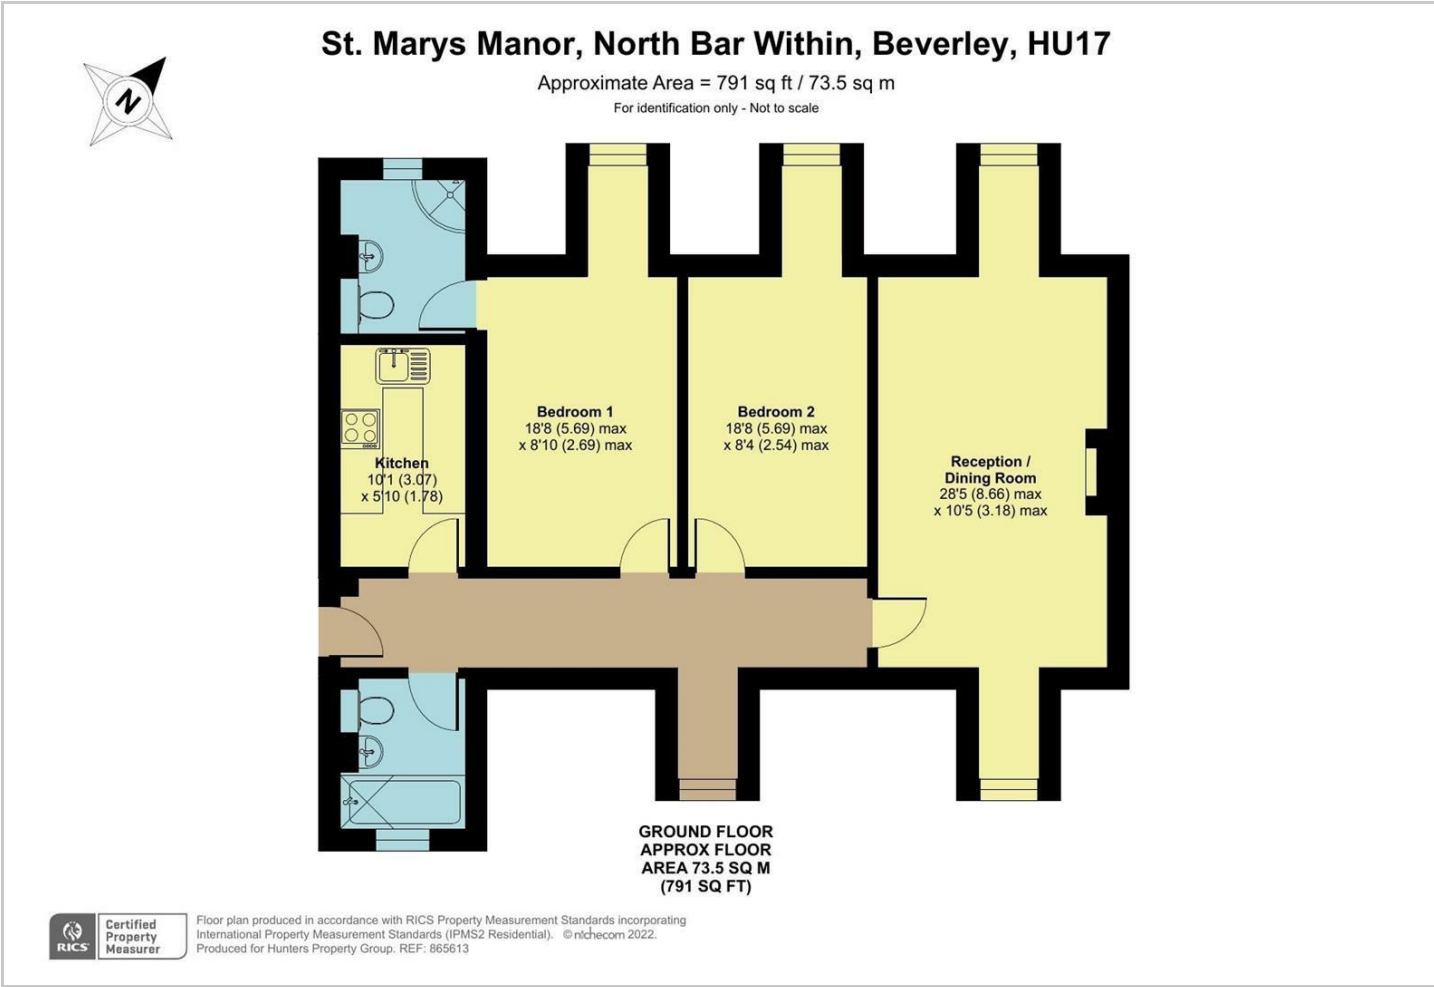 St. Marys Manor, North Bar Within, Beverley, HU17
Approximate Area = 791 sq ft / 73.5 sq m
For identification only - Not to scale
N
Bedroom 1
18'8 (5.69) max
x 8'10 (2.69) max
Bedroom 2
18'8 (5.69) max
x 8'4 (2.54) max
Kitchen
10'1 (3.07)
x 5'10 (1.78)
Reception /
Dining Room
28'5 (8.66) max
x 10'5 (3.18) max
GROUND FLOOR
APPROX FLOOR
AREA 73.5 SQ M
(791 SQ FT)
RICS
Certified
Property
Measurer
Floor plan produced in accordance with RICS Property Measurement Standards incorporating
International Property Measurement Standards (IPMS2 Residential). © nichecom 2022.
Produced for Hunters Property Group. REF: 865613